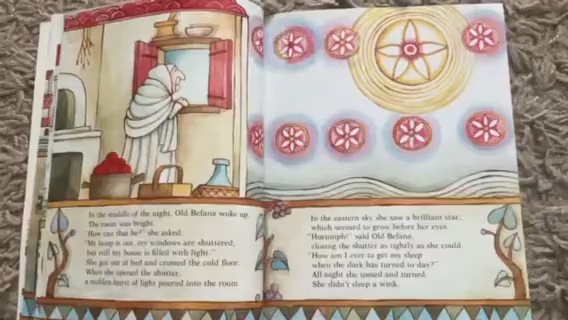 In the middle of the night, Old Befana woke up.
The room was bright.
"How can that be?" she asked.
"My lamp is out, my windows are shuttered,
but still my house is filled with light."
She got out of bed and crossed the cold floor.
When she opened the shutter,
a golden burst of light poured into the room.
In the eastern sky she saw a brilliant star,
which seemed to grow before her eyes.
"Hurumph!" said Old Befana,
closing the shutter as tightly as she could.
"How am I ever to get my sleep
when the dark has turned to day?"
All night she tossed and turned.
She didn't sleep a wink.